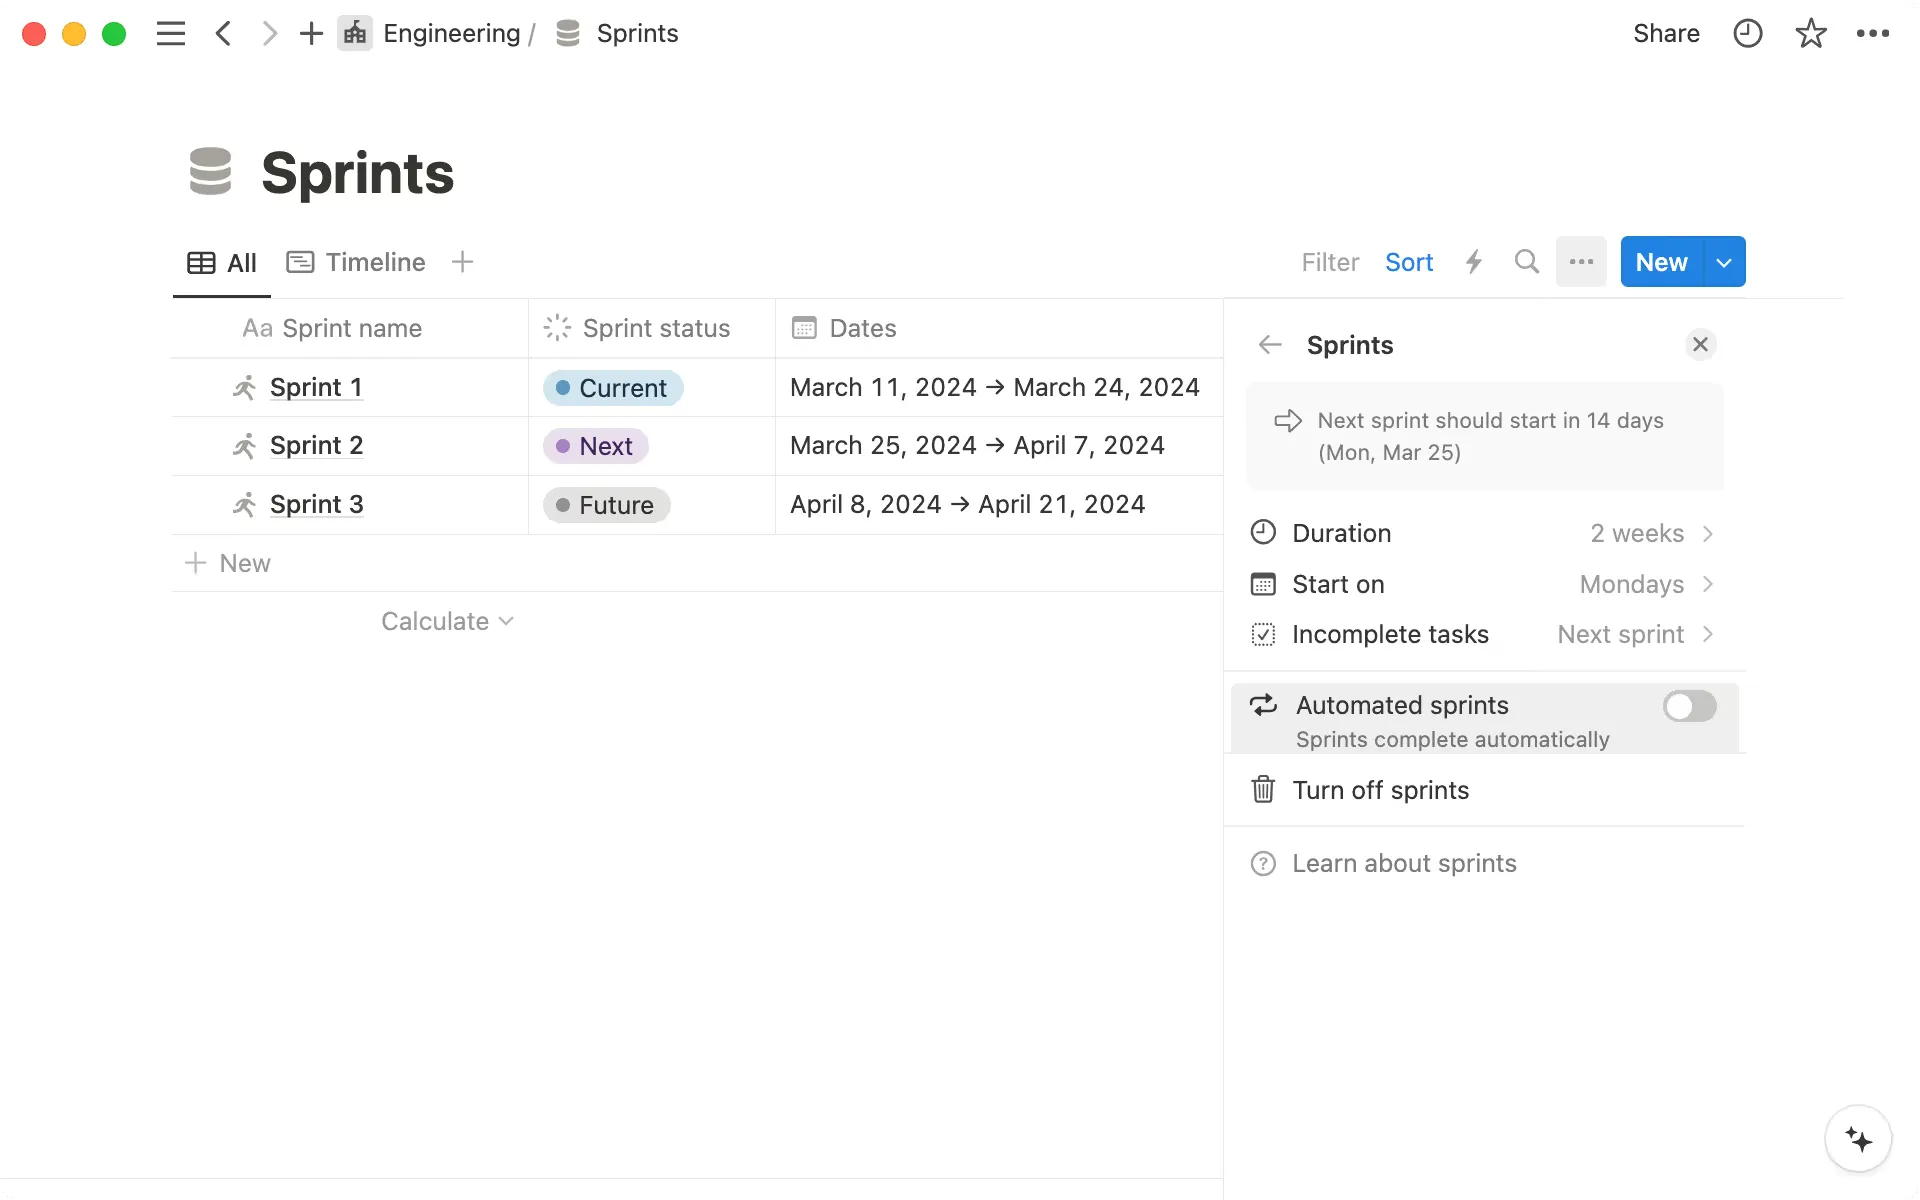 Engineering / Sprints
Share
Sprints
All Timeline
Filter Sort New
Aa Sprint name Sprint status Dates
Sprint 1 Current March 11, 2024 → March 24, 2024
Sprint 2 Next March 25, 2024 → April 7, 2024
Sprint 3 Future April 8, 2024 → April 21, 2024
New
Calculate
Sprints
Next sprint should start in 14 days
(Mon, Mar 25)
Duration 2 weeks
Start on Mondays
Incomplete tasks Next sprint
Automated sprints
Sprints complete automatically
Turn off sprints
Learn about sprints